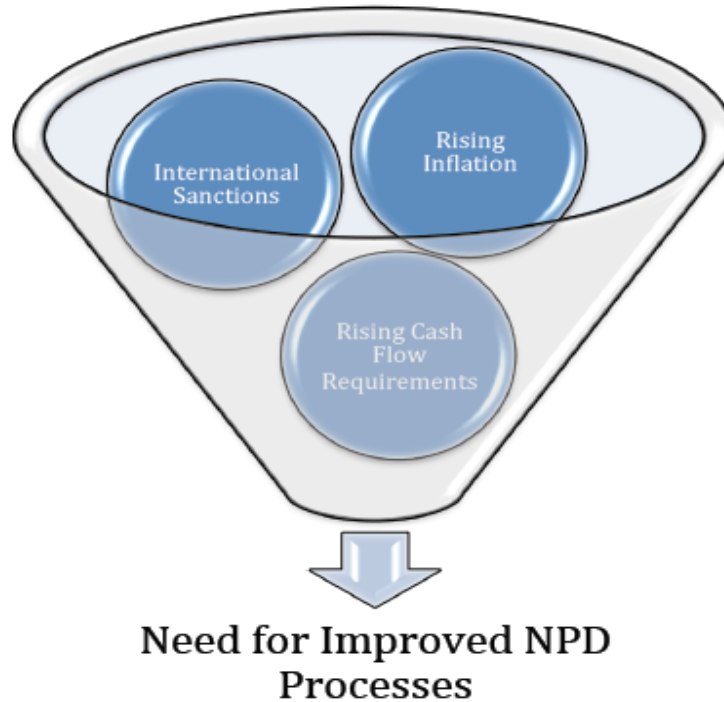 Rising
Inflation
International
Sanctions
Rising Cash
Flow
Requirements
Need for Improved NPD
Processes